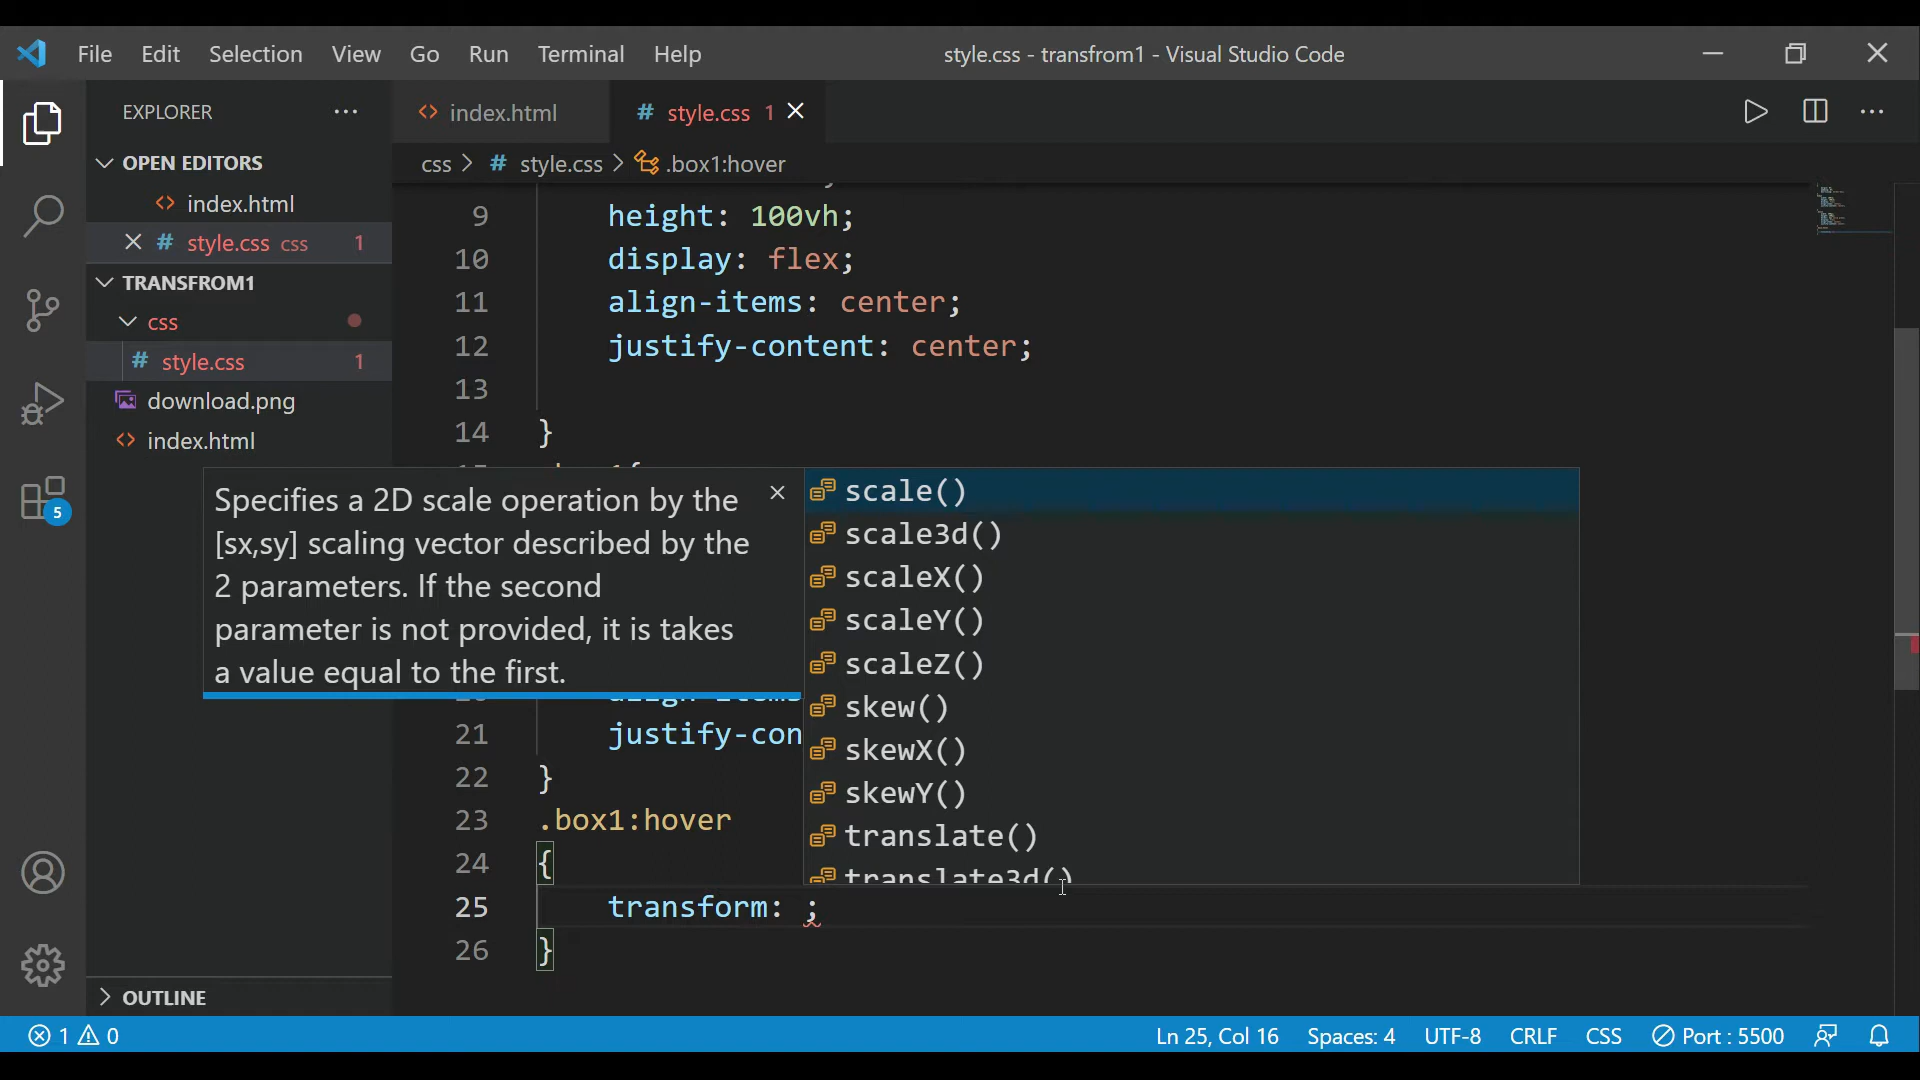 File Edit Selection View Go Run Terminal Help
style.css - transfrom1 - Visual Studio Code
EXPLORER
OPEN EDITORS
index.html
style.css css 1
TRANSFROM1
css
style.css 1
download.png
index.html
5
OUTLINE
index.html
style.css 1
css > style.css > .box1:hover
9 height: 100vh;
10 display: flex;
11 align-items: center;
12 justify-content: center;
13
14 }
Specifies a 2D scale operation by the
[sx,sy] scaling vector described by the
2 parameters. If the second
parameter is not provided, it is takes
a value equal to the first.
scale()
scale3d()
scaleX()
scaleY()
scaleZ()
skew()
skewX()
skewY()
translate()
translate3d()
21 justify-con
22 }
23 .box1:hover
24 {
25 transform: ;
26 }
1 0
Ln 25, Col 16 Spaces: 4 UTF-8 CRLF CSS Port : 5500